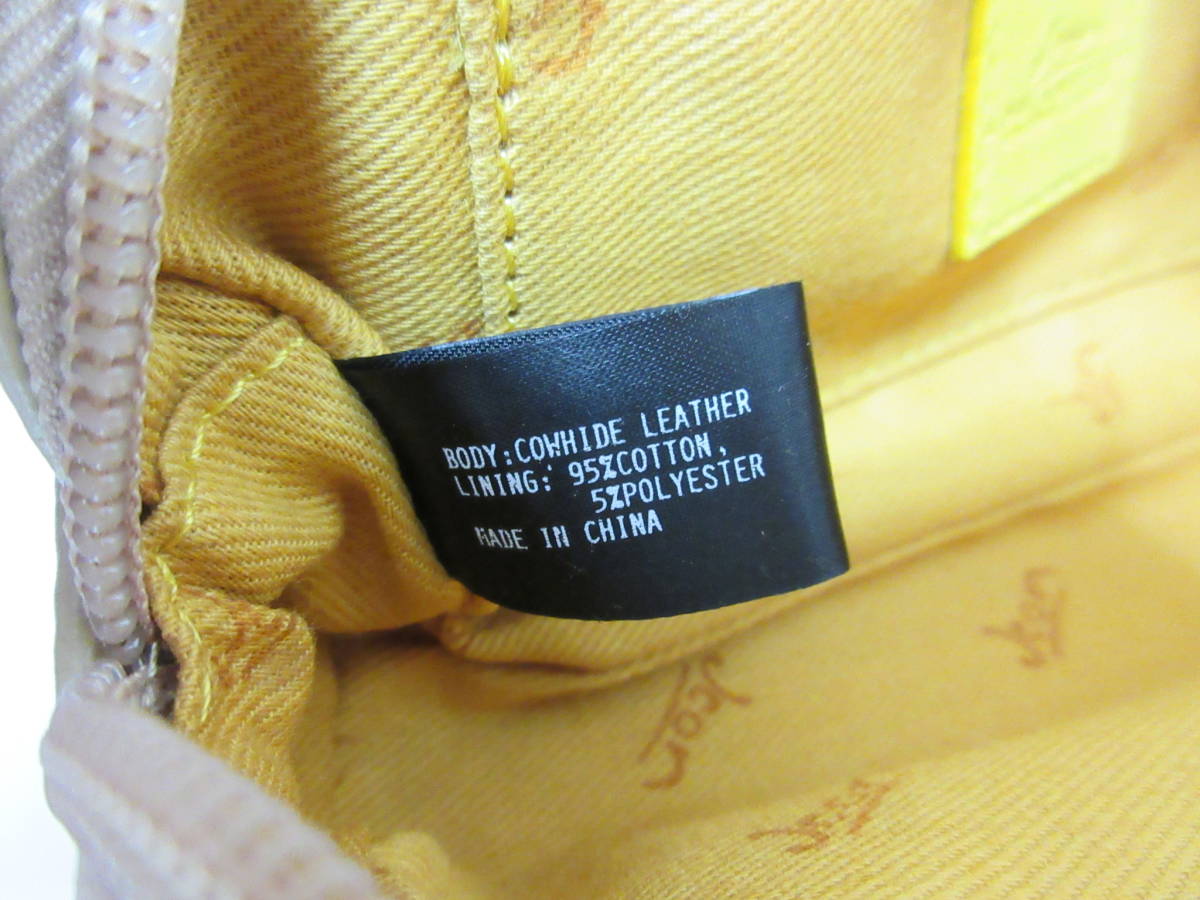 BODY:COWHIDE LEATHER
LINING: 95%COTTON,
5%POLYESTER
MADE IN CHINA